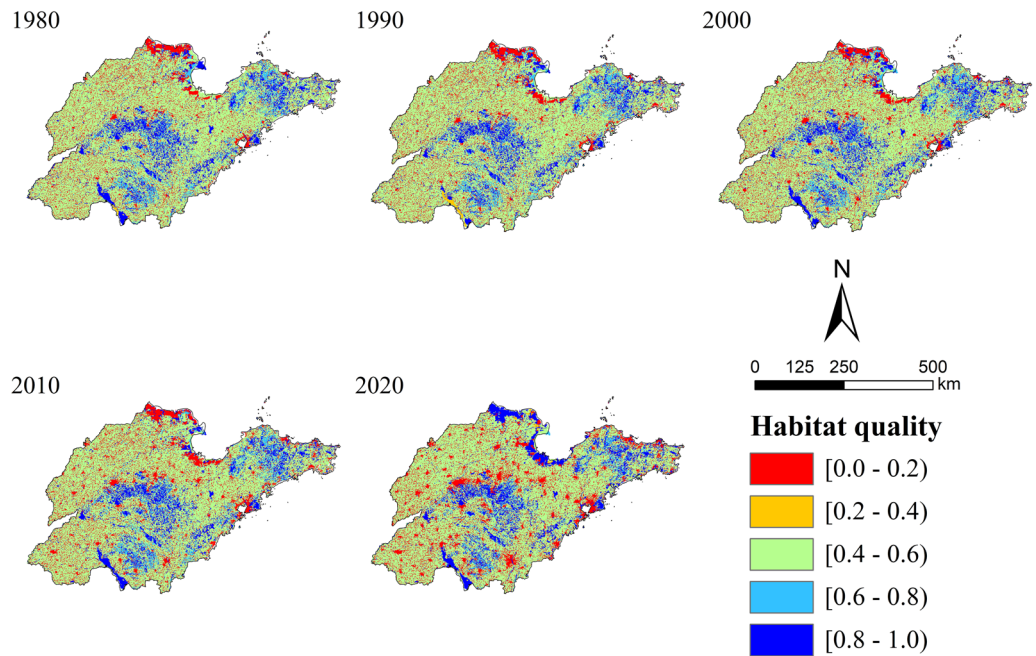 1980
1990
2000
N
0 125 250 500
km
2010
2020
Habitat quality
[0.0 - 0.2)
[0.2 - 0.4)
[0.4 - 0.6)
[0.6 - 0.8)
[0.8 - 1.0)